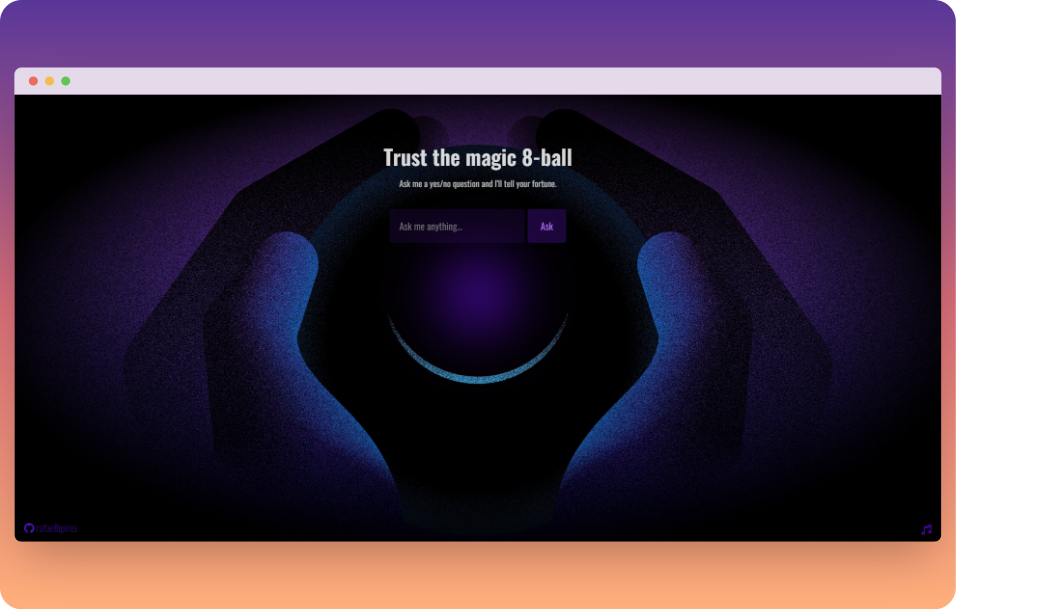 Trust the magic 8-ball
Ask me a yes/no question and I'll tell your fortune.
Ask me anything...
Ask